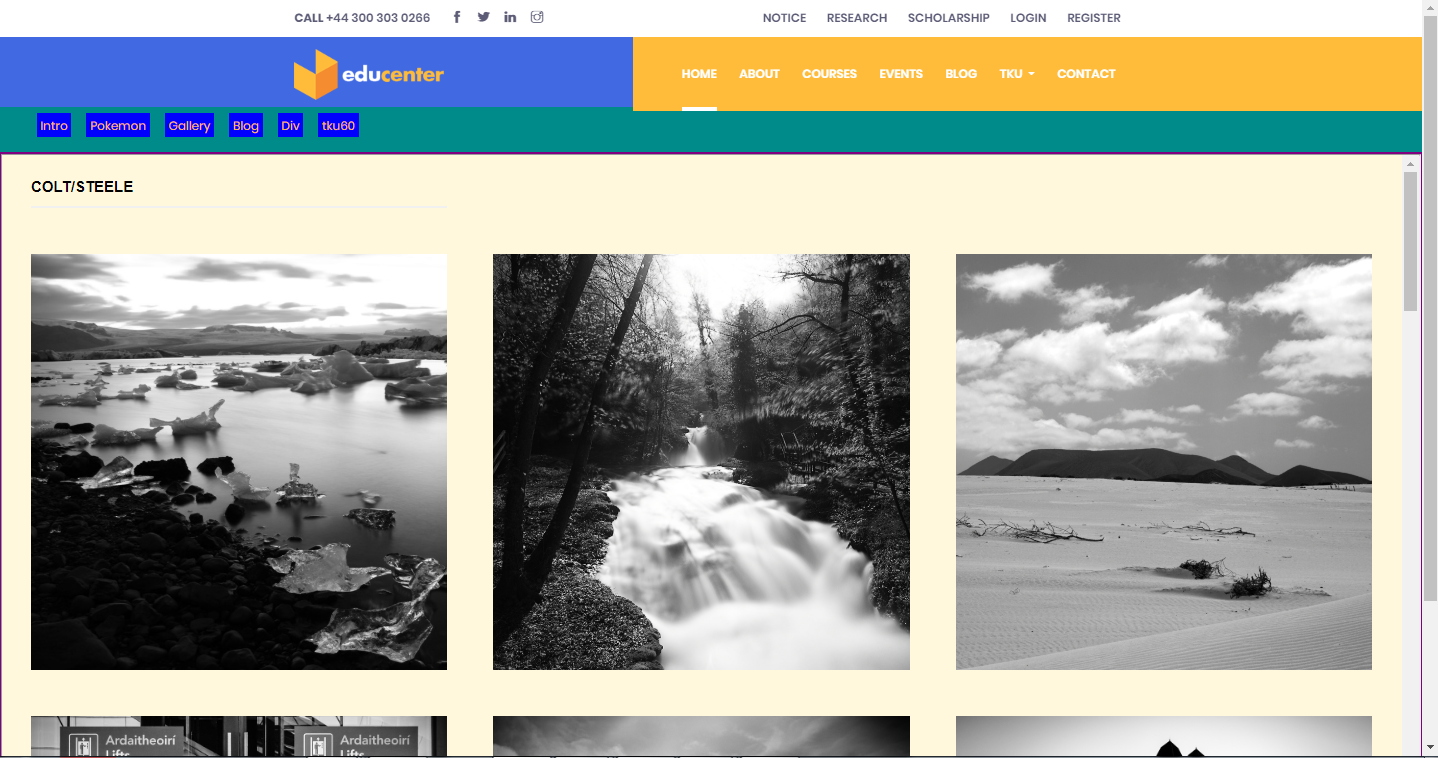 CALL +44 300 303 0266 NOTICE RESEARCH SCHOLARSHIP LOGIN REGISTER
educenter HOME ABOUT COURSES EVENTS BLOG TKU CONTACT
Intro Pokemon Gallery Blog Div tku60
COLT/STEELE
Ardaitheoirí Ardaitheoirí
Lifts Lifts